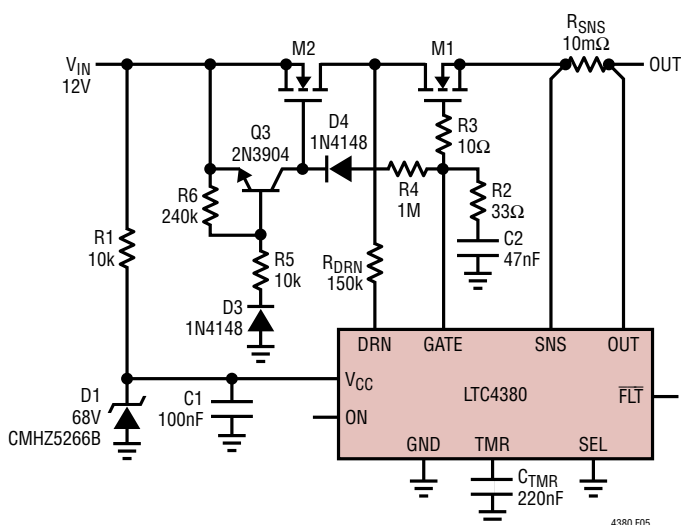 V_IN
12V
M2
M1
R_SNS
10mΩ
OUT
Q3
2N3904
D4
1N4148
R3
10Ω
R6
240k
R4
1M
R2
33Ω
R1
10k
R5
10k
R_DRN
150k
C2
47nF
D3
1N4148
DRN
GATE
SNS
OUT
V_CC
LTC4380
FLT
D1
68V
CMHZ5266B
C1
100nF
ON
GND
TMR
SEL
C_TMR
220nF
4380 F05